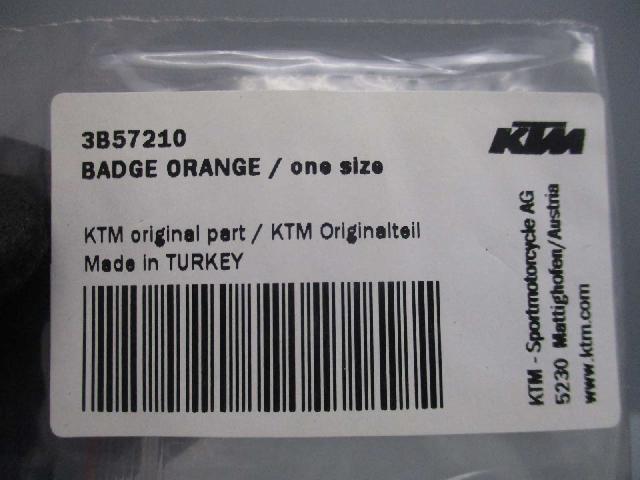 3B57210
BADGE ORANGE / one size
KTM original part / KTM Originalteil
Made in TURKEY
KTM
KTM - Sportmotorcycle AG
5230 Mattighofen/Austria
www.ktm.com